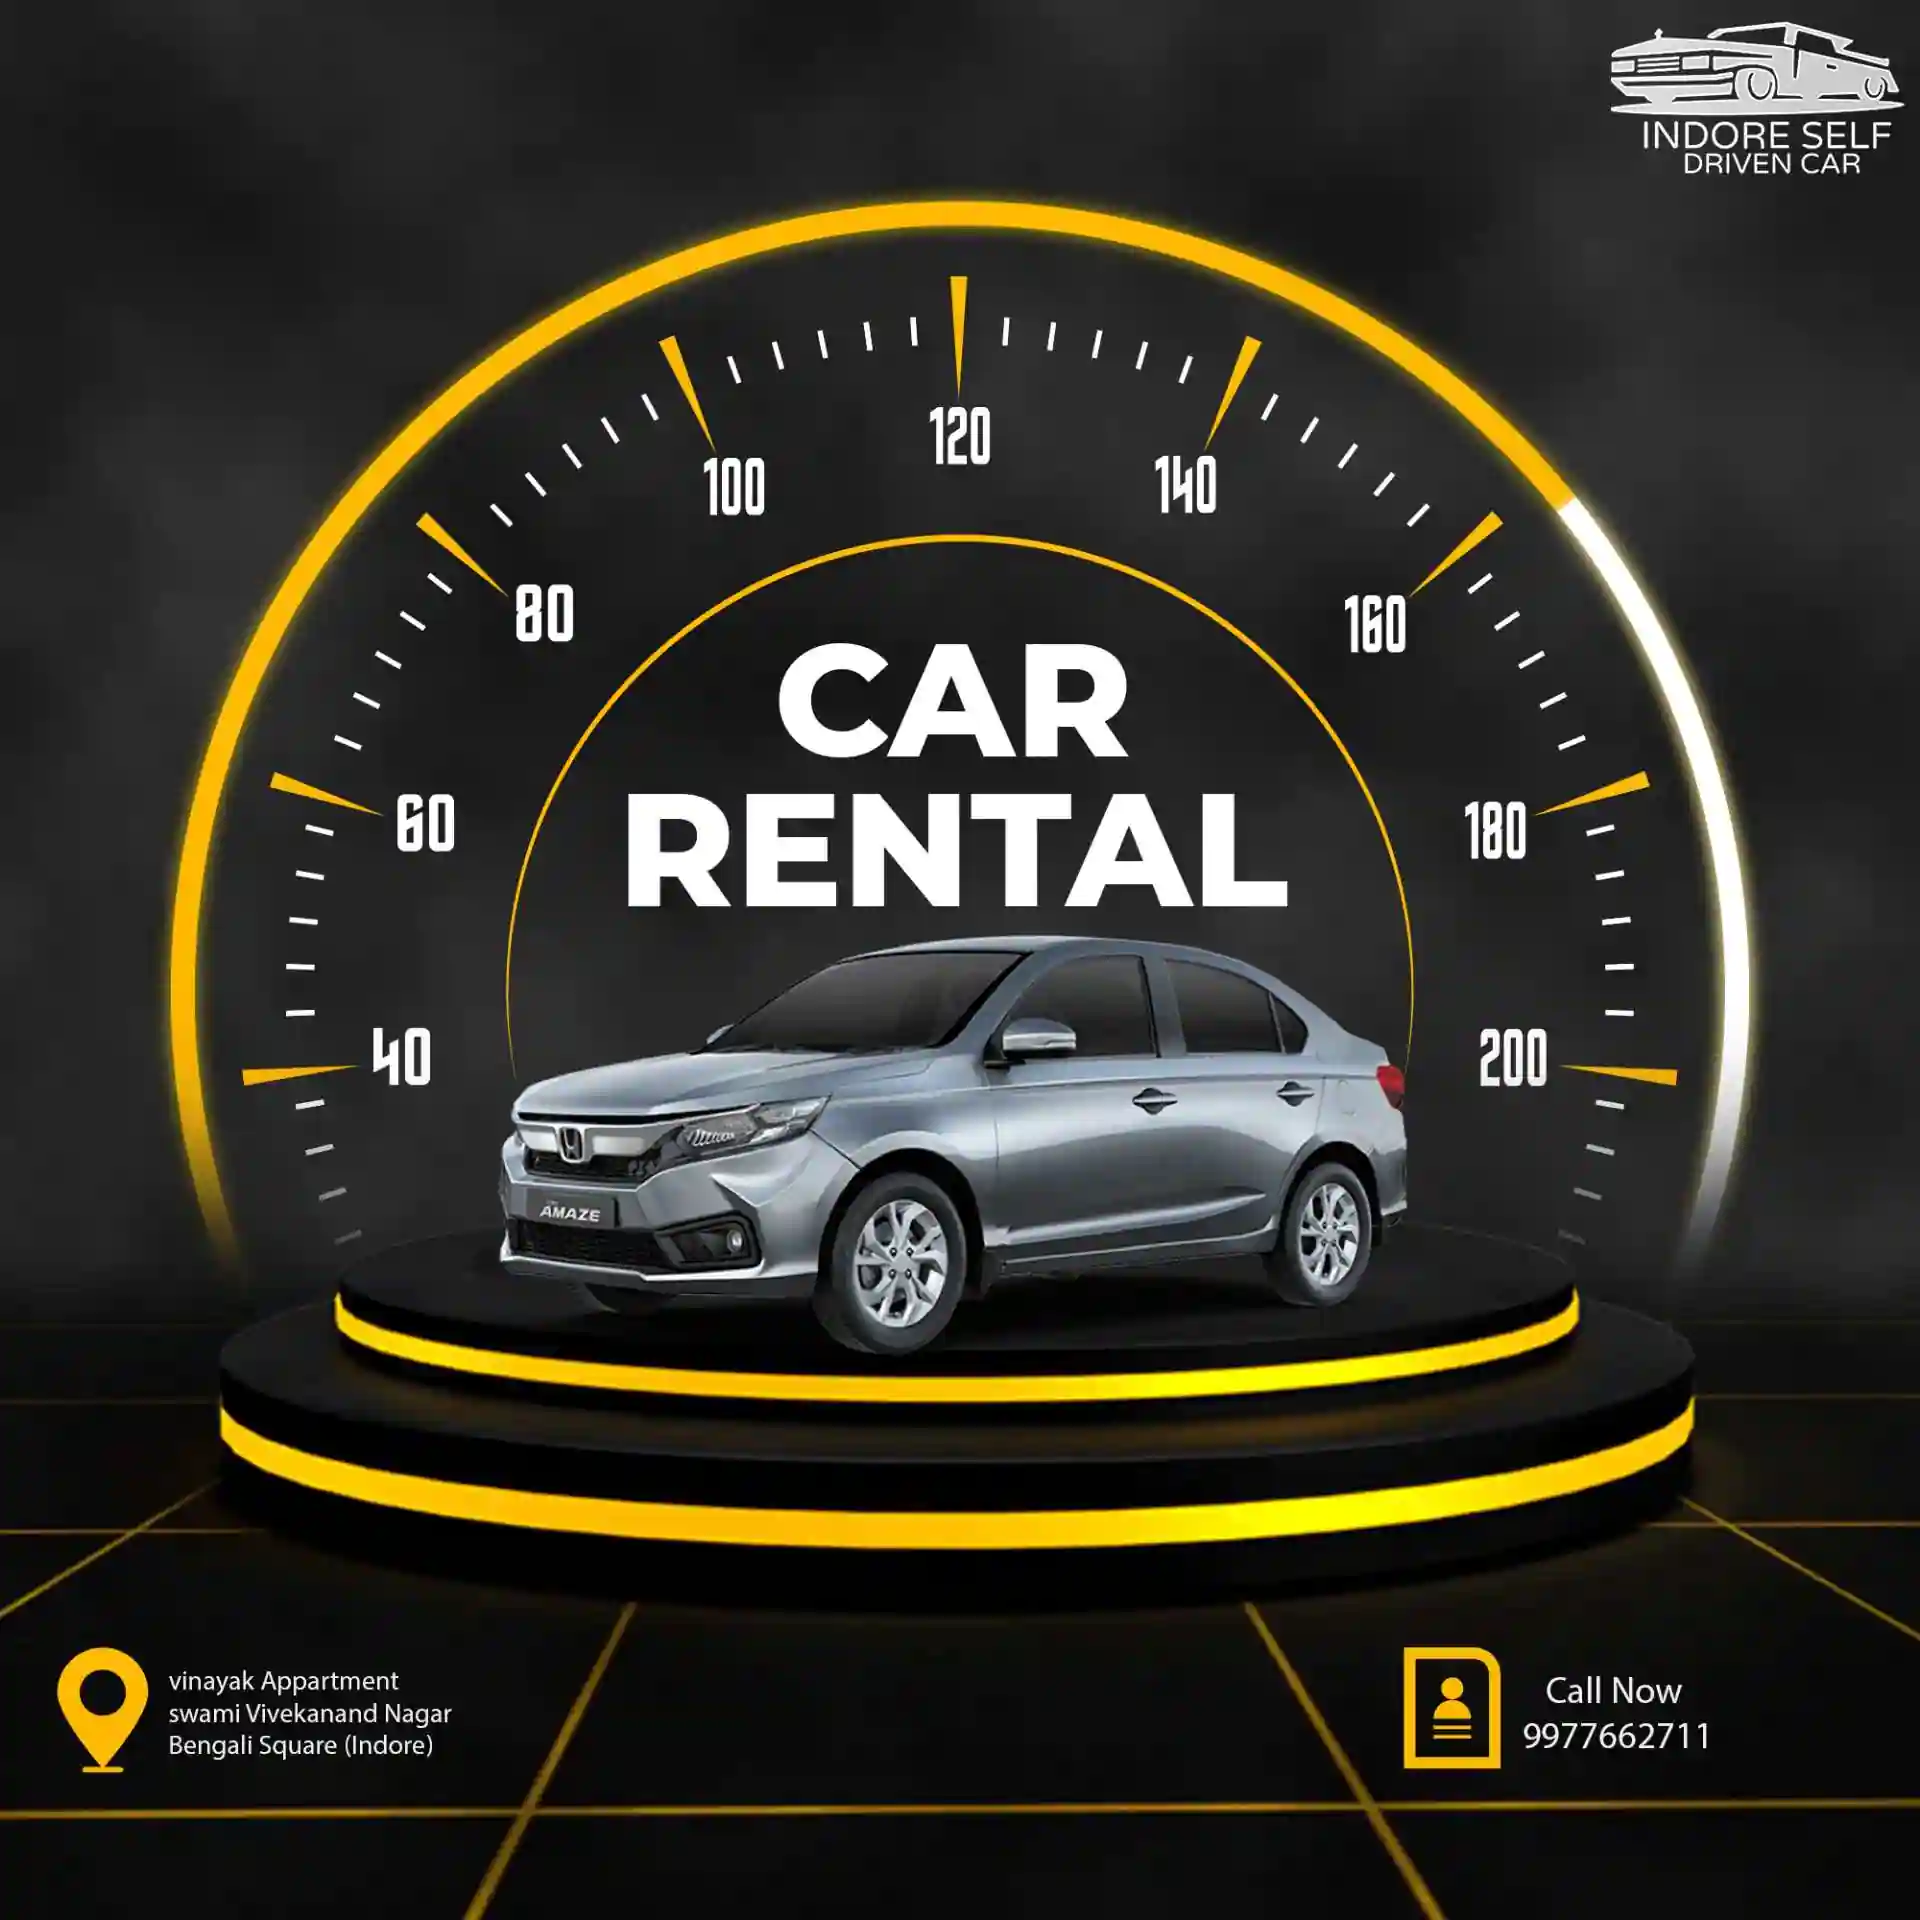 INDORE SELF
DRIVEN CAR
120
100
140
80
160
60
180
40
200
CAR
RENTAL
AMAZE
vinayak Appartment
swami Vivekanand Nagar
Bengali Square (Indore)
Call Now
9977662711